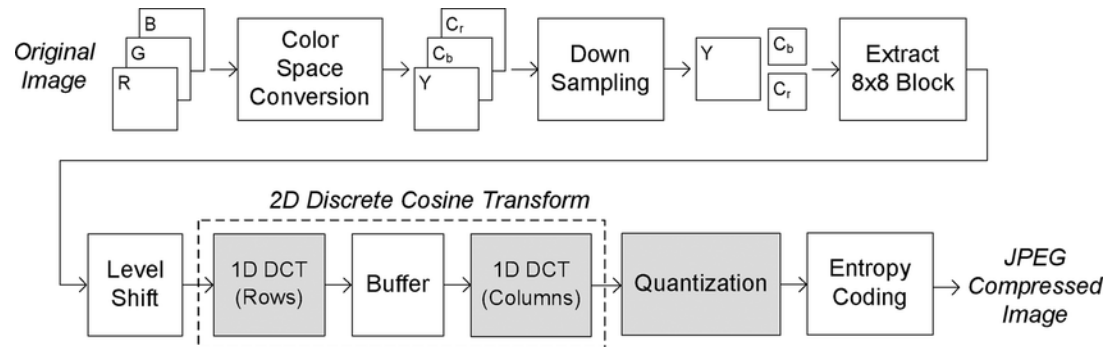 Original
Image
B
G
R
Color
Space
Conversion
Cr
Cb
Y
Down
Sampling
Y
Cb
Cr
Extract
8x8 Block
2D Discrete Cosine Transform
Level
Shift
1D DCT
(Rows)
Buffer
1D DCT
(Columns)
Quantization
Entropy
Coding
JPEG
Compressed
Image